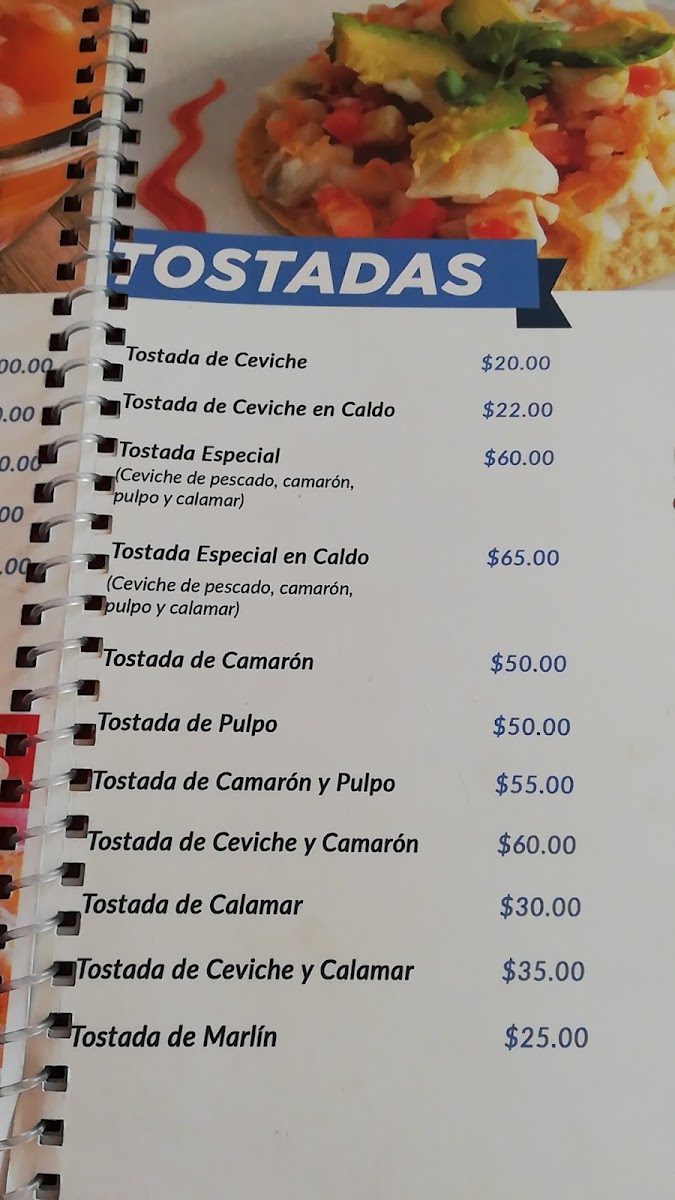 TOSTADAS
Tostada de Ceviche $20.00
Tostada de Ceviche en Caldo $22.00
Tostada Especial $60.00
(Ceviche de pescado, camarón,
pulpo y calamar)
Tostada Especial en Caldo $65.00
(Ceviche de pescado, camarón,
pulpo y calamar)
Tostada de Camarón $50.00
Tostada de Pulpo $50.00
Tostada de Camarón y Pulpo $55.00
Tostada de Ceviche y Camarón $60.00
Tostada de Calamar $30.00
Tostada de Ceviche y Calamar $35.00
Tostada de Marlín $25.00